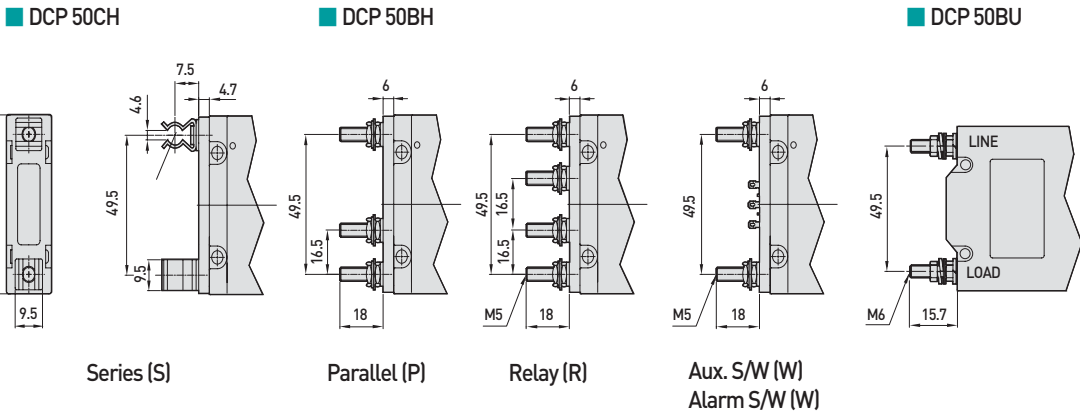 DCP 50CH
DCP 50BH
DCP 50BU
7.5
4.7
4.6
49.5
9.5
9.5
6
49.5
16.5
18
6
49.5
16.5
16.5
M5
18
6
49.5
M5
18
LINE
49.5
LOAD
M6
15.7
Series (S)
Parallel (P)
Relay (R)
Aux. S/W (W)
Alarm S/W (W)